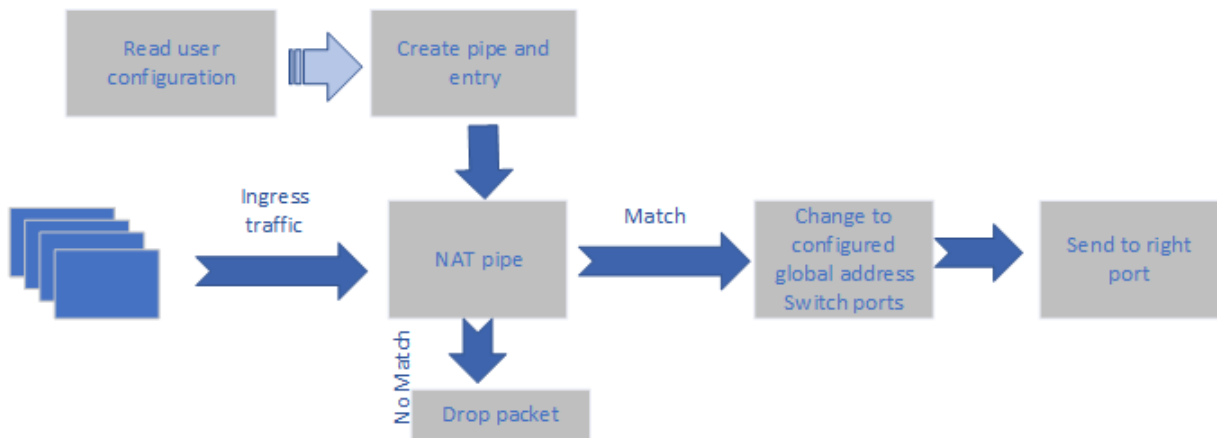 Read user
configuration
Create pipe and
entry
Ingress
traffic
NAT pipe
Match
Change to
configured
global address
Switch ports
Send to right
port
No Match
Drop packet